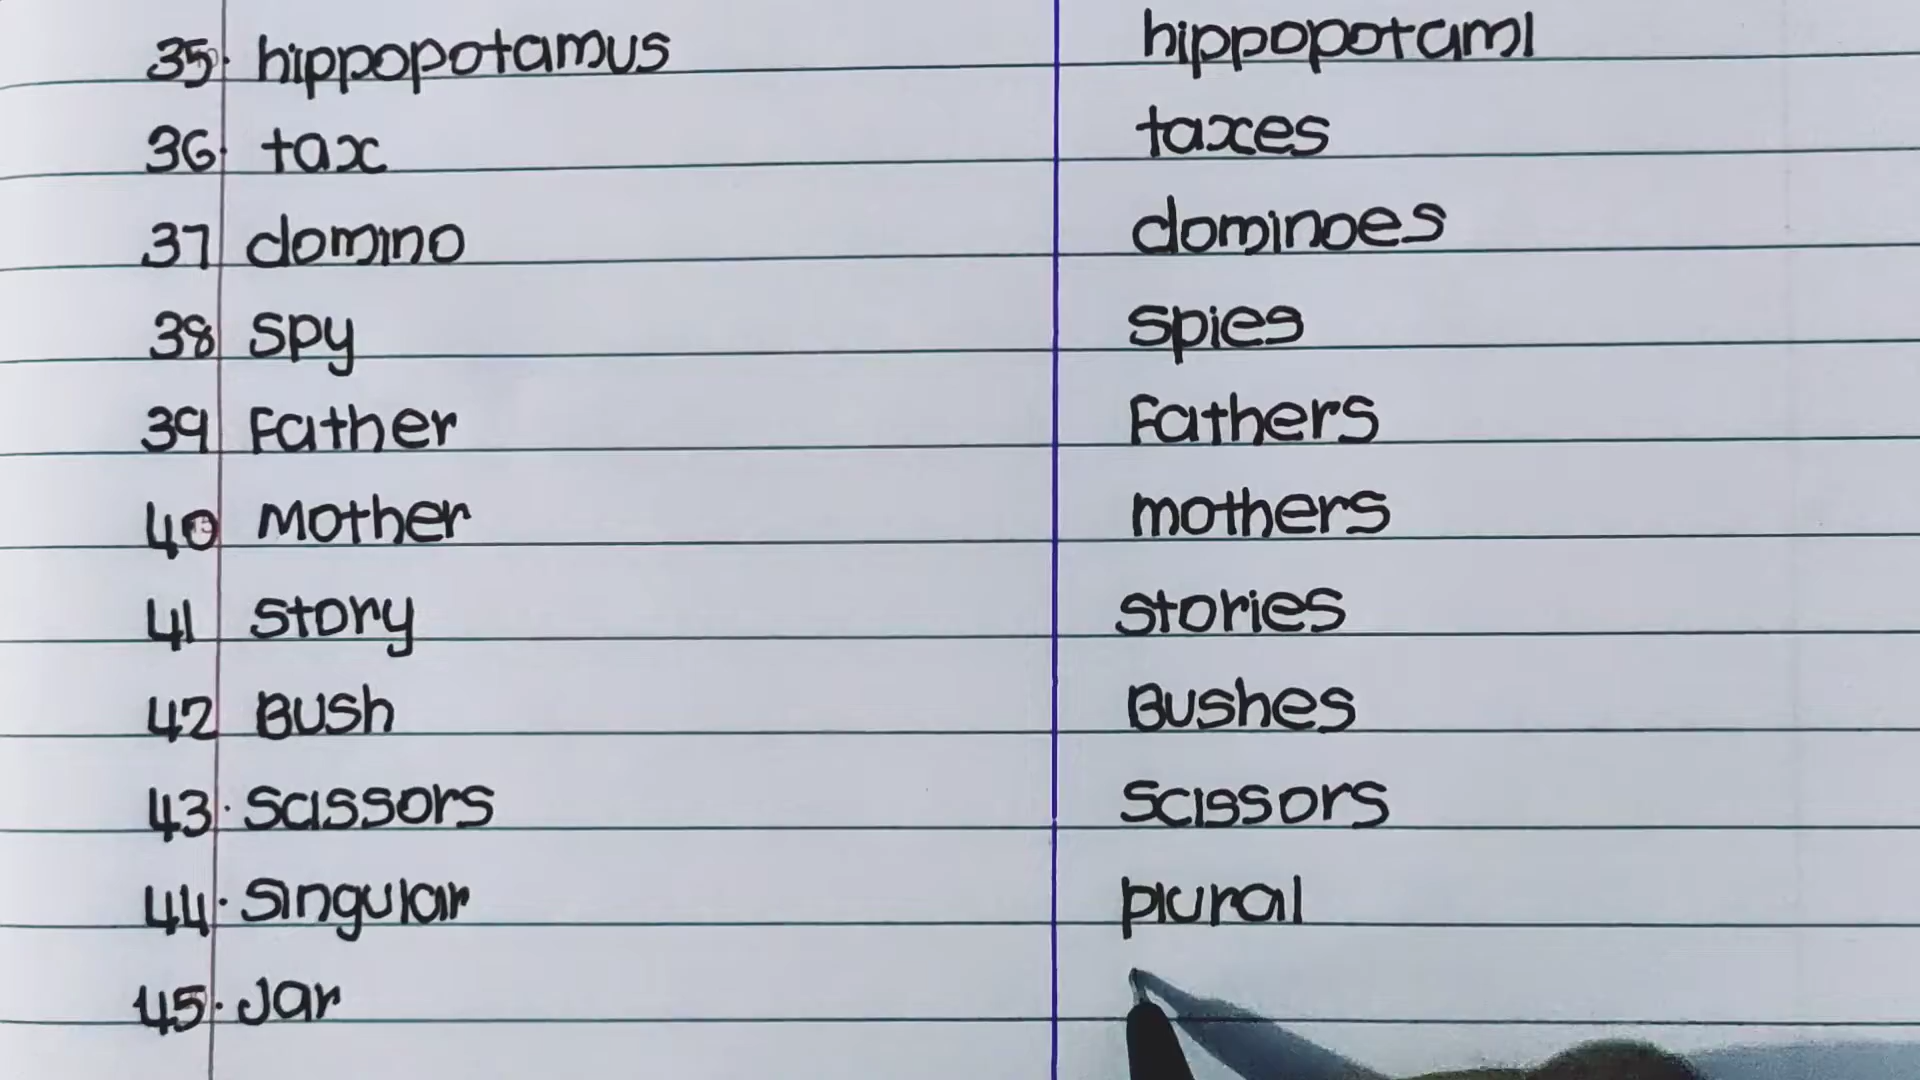 35. hippopotamus hippopotami
36. tax taxes
37 domino dominoes
38 spy spies
39 Father Fathers
40 Mother mothers
41 story stories
42 Bush Bushes
43. Scissors Scissors
44. Singular plural
45. Jar